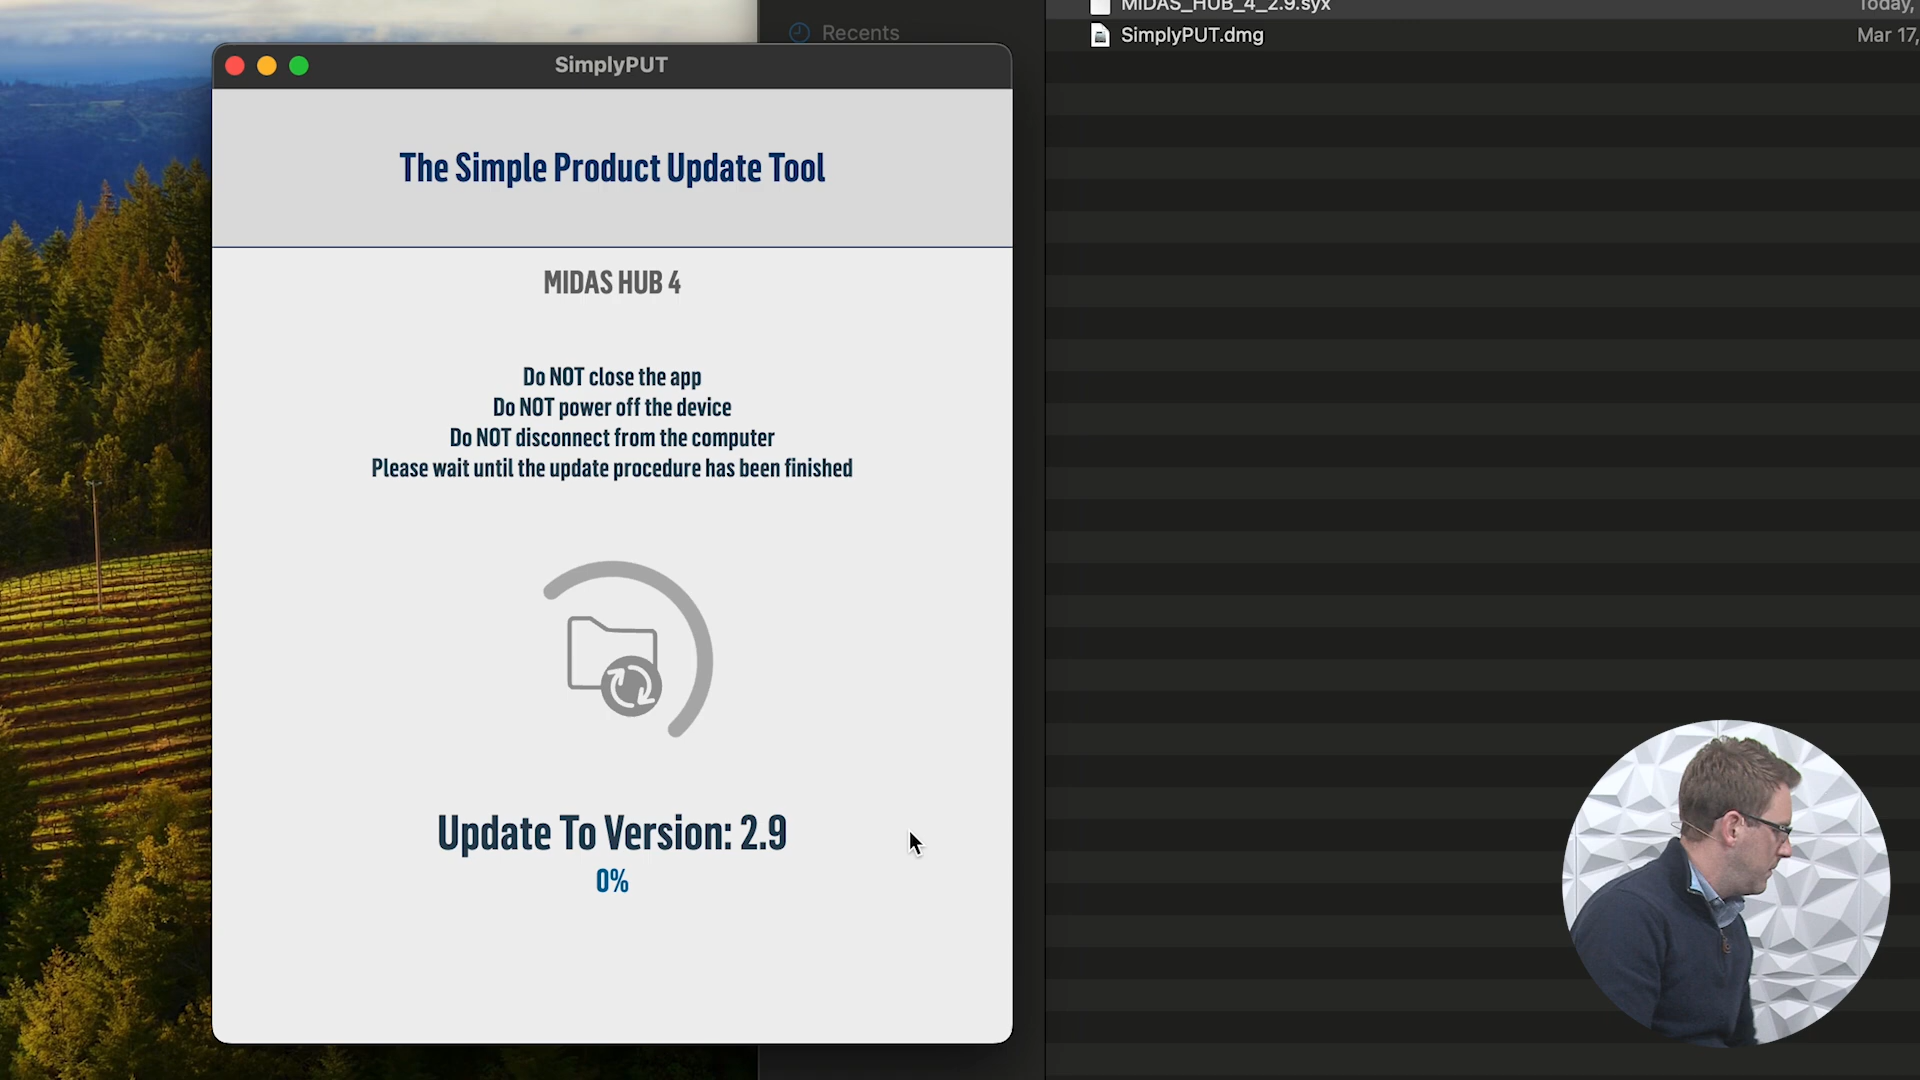 MIDAS_HUB_4_2.9.syx
Today,
Recents
SimplyPUT.dmg
Mar 17,
SimplyPUT
The Simple Product Update Tool
MIDAS HUB 4
Do NOT close the app
Do NOT power off the device
Do NOT disconnect from the computer
Please wait until the update procedure has been finished
Update To Version: 2.9
0%